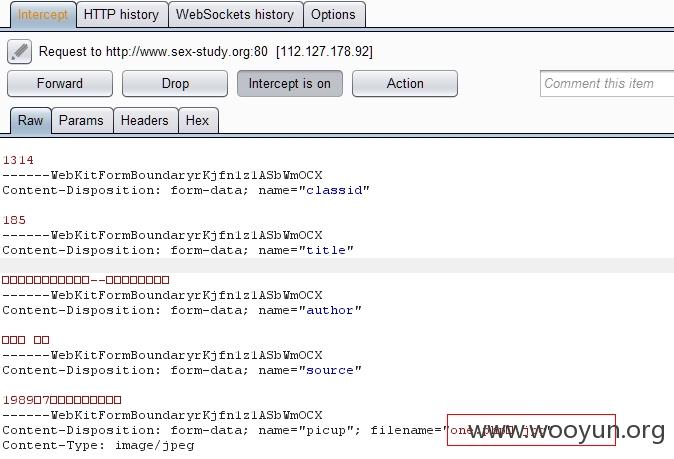 Intercept HTTP history WebSockets history Options
Request to http://www.sex-study.org:80 [112.127.178.92]
Forward Drop Intercept is on Action Comment this item
Raw Params Headers Hex
1314
------WebKitFormBoundaryrKjfn1z1ASbWmOCX
Content-Disposition: form-data; name="classid"
185
------WebKitFormBoundaryrKjfn1z1ASbWmOCX
Content-Disposition: form-data; name="title"
□□□□□□□□□□□--□□□□□□□□
------WebKitFormBoundaryrKjfn1z1ASbWmOCX
Content-Disposition: form-data; name="author"
□□□ □□
------WebKitFormBoundaryrKjfn1z1ASbWmOCX
Content-Disposition: form-data; name="source"
1989□7□□□□□□□□□□
------WebKitFormBoundaryrKjfn1z1ASbWmOCX
Content-Disposition: form-data; name="picup"; filename=
www.wooyun.org
Content-Type: image/jpeg